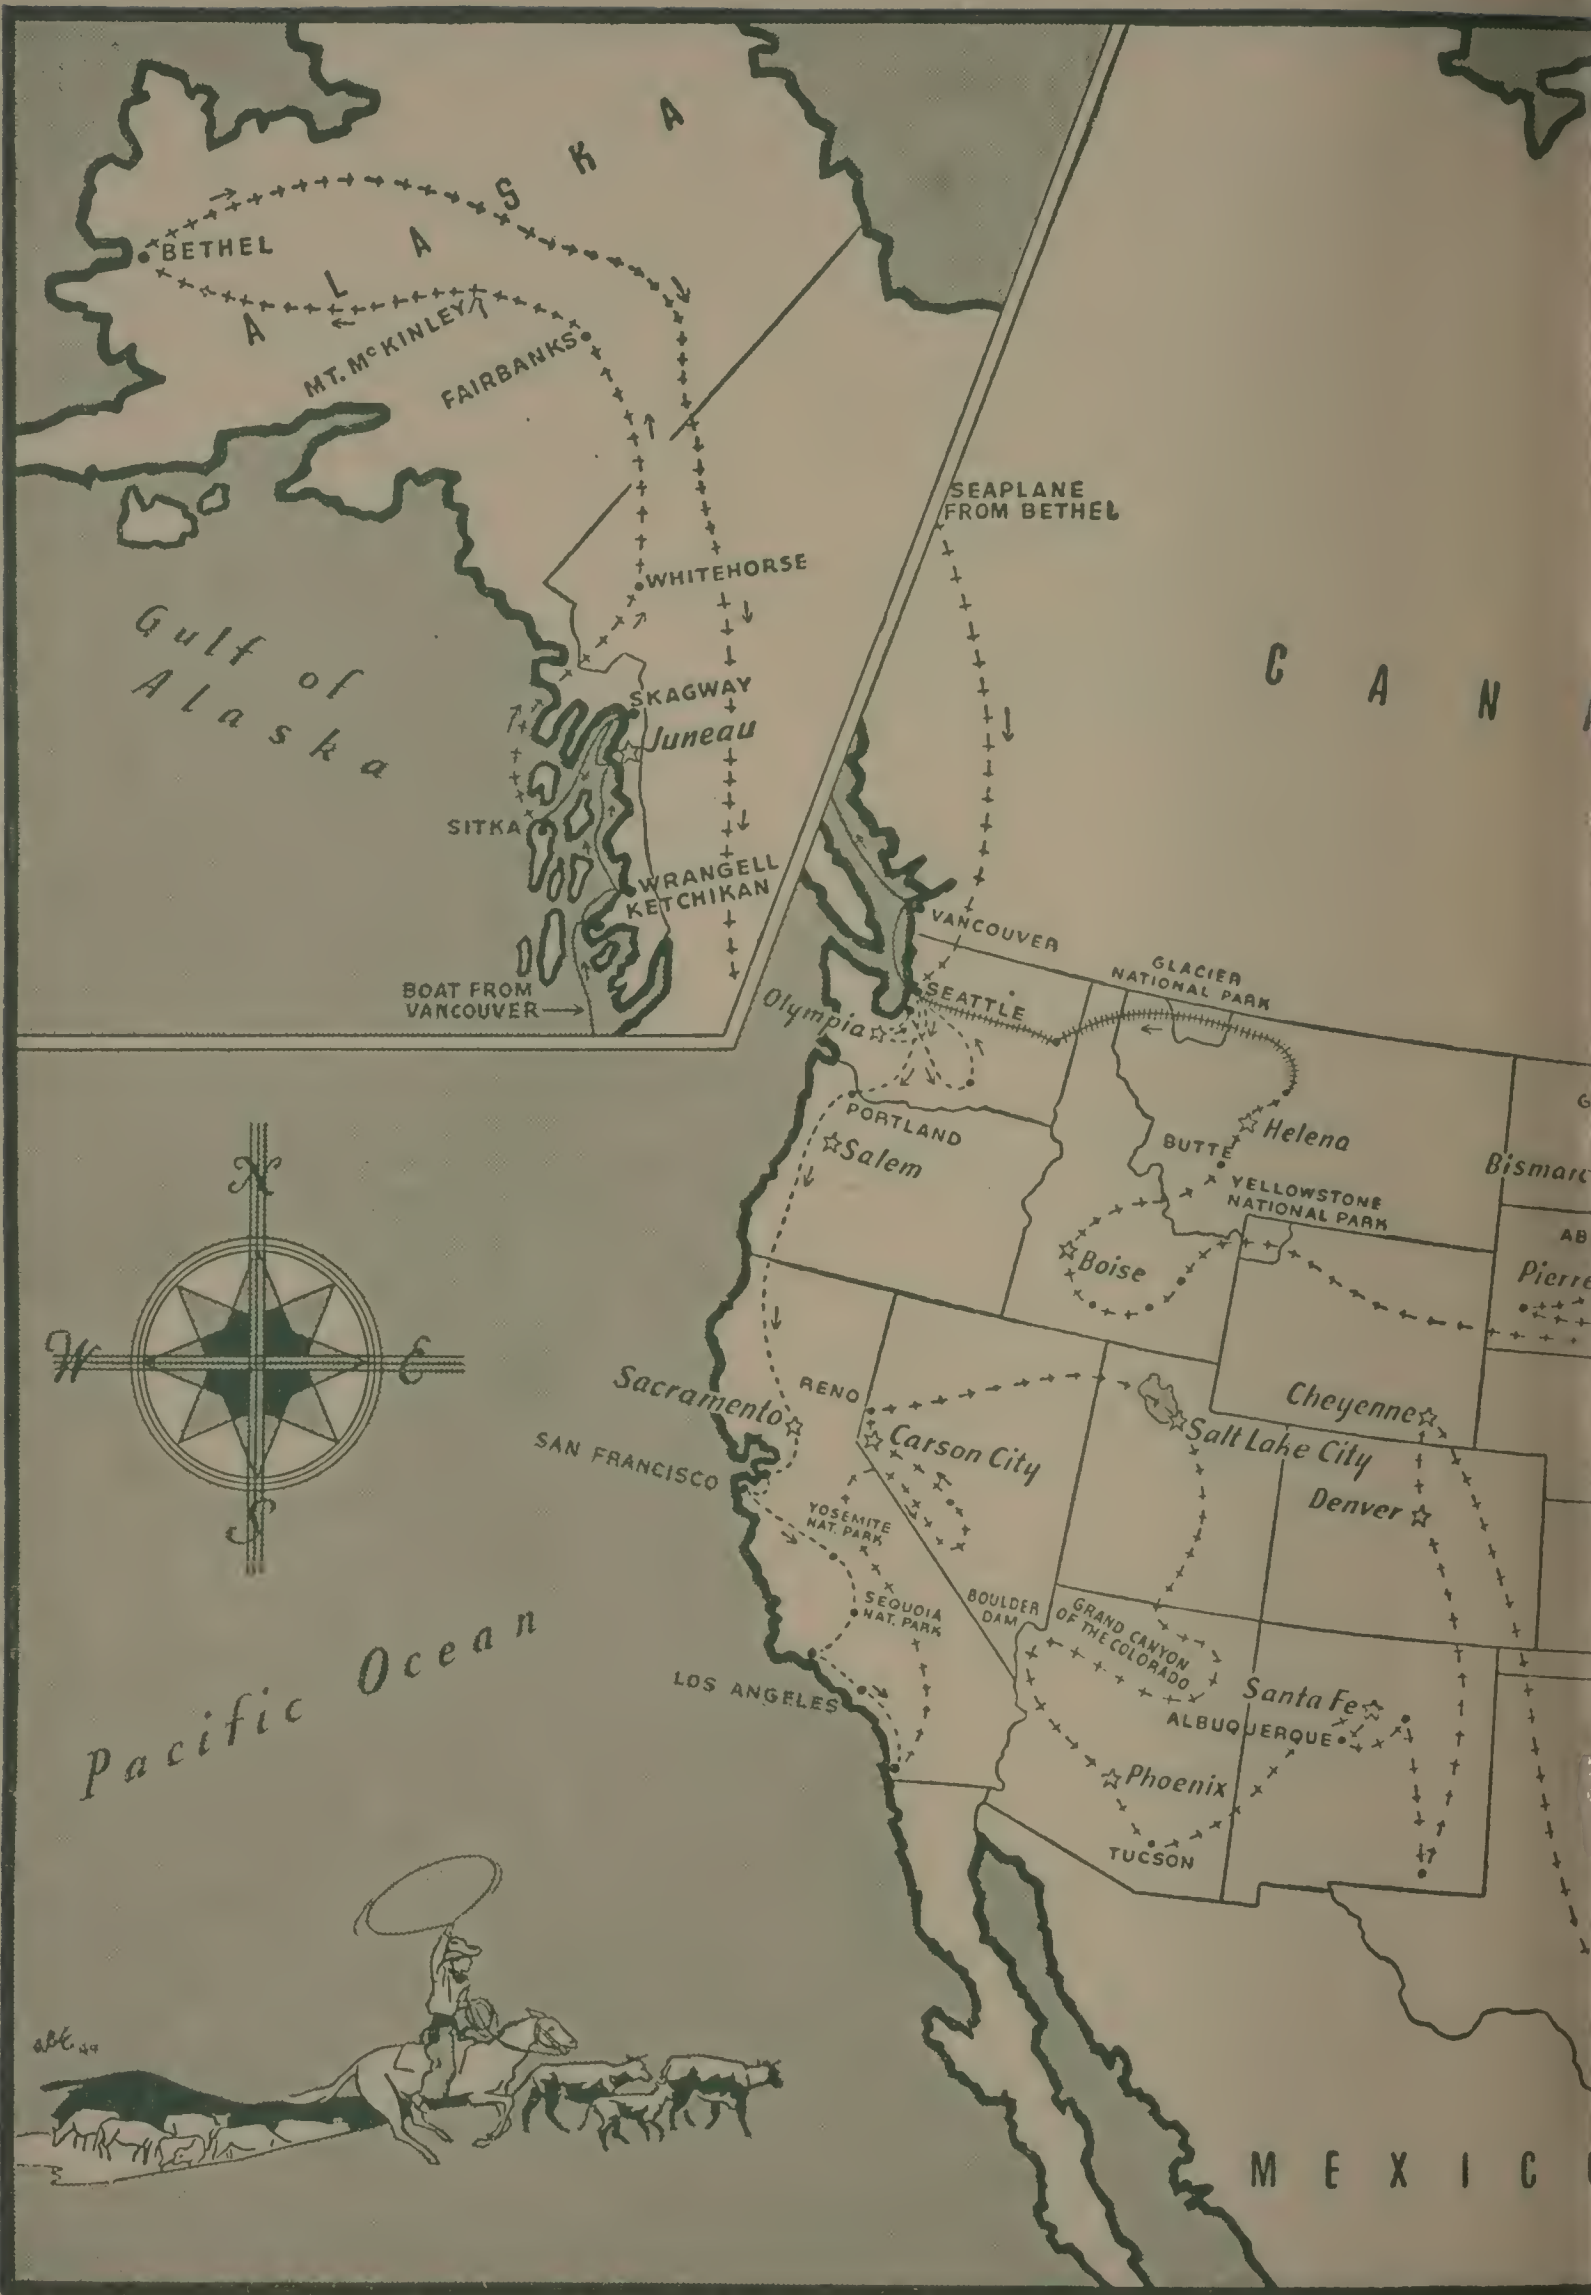 ALASKA
BETHEL
MT. McKINLEY
FAIRBANKS
SEAPLANE
FROM BETHEL
WHITEHORSE
Gulf of
Alaska
CANA
SKAGWAY
Juneau
SITKA
WRANGELL
KETCHIKAN
BOAT FROM
VANCOUVER
VANCOUVER
GLACIER
NATIONAL PARK
SEATTLE
Olympia
PORTLAND
Salem
Helena
BUTTE
Bismarc
YELLOWSTONE
NATIONAL PARK
AB
Boise
Pierre
N
W
E
S
Sacramento
RENO
Cheyenne
Carson City
Salt Lake City
SAN FRANCISCO
Denver
YOSEMITE
NAT. PARK
SEQUOIA
NAT. PARK
BOULDER
DAM
GRAND CANYON
OF THE COLORADO
Pacific Ocean
LOS ANGELES
Santa Fe
ALBUQUERQUE
Phoenix
TUCSON
MEXIC